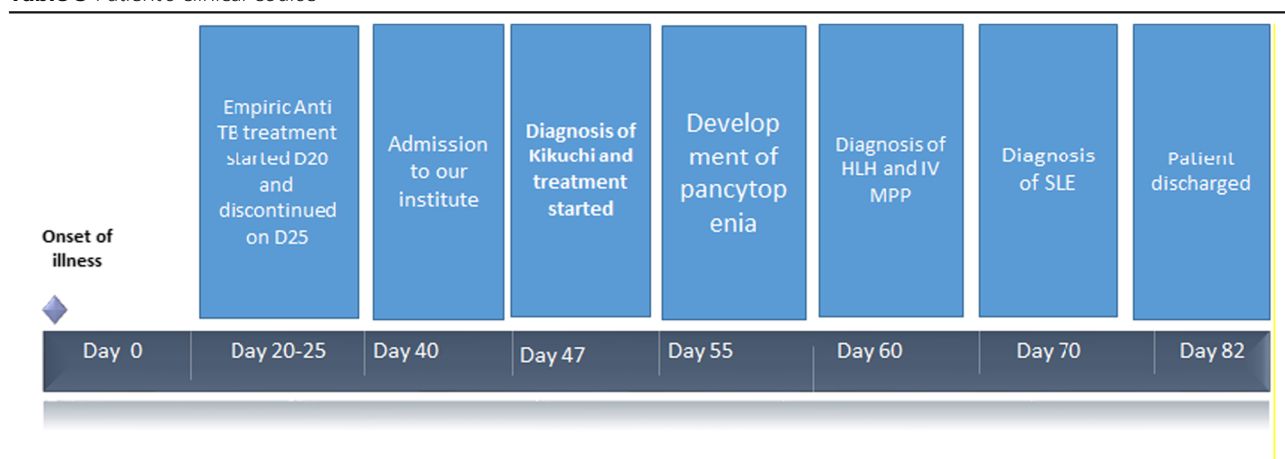 Onset of
illness
Empiric Anti
TB treatment
started D20
and
discontinued
on D25
Admission
to our
institute
Diagnosis of
Kikuchi and
treatment
started
Develop
ment of
pancytop
enia
Diagnosis of
HLH and IV
MPP
Diagnosis
of SLE
Patient
discharged
Day 0
Day 20-25
Day 40
Day 47
Day 55
Day 60
Day 70
Day 82